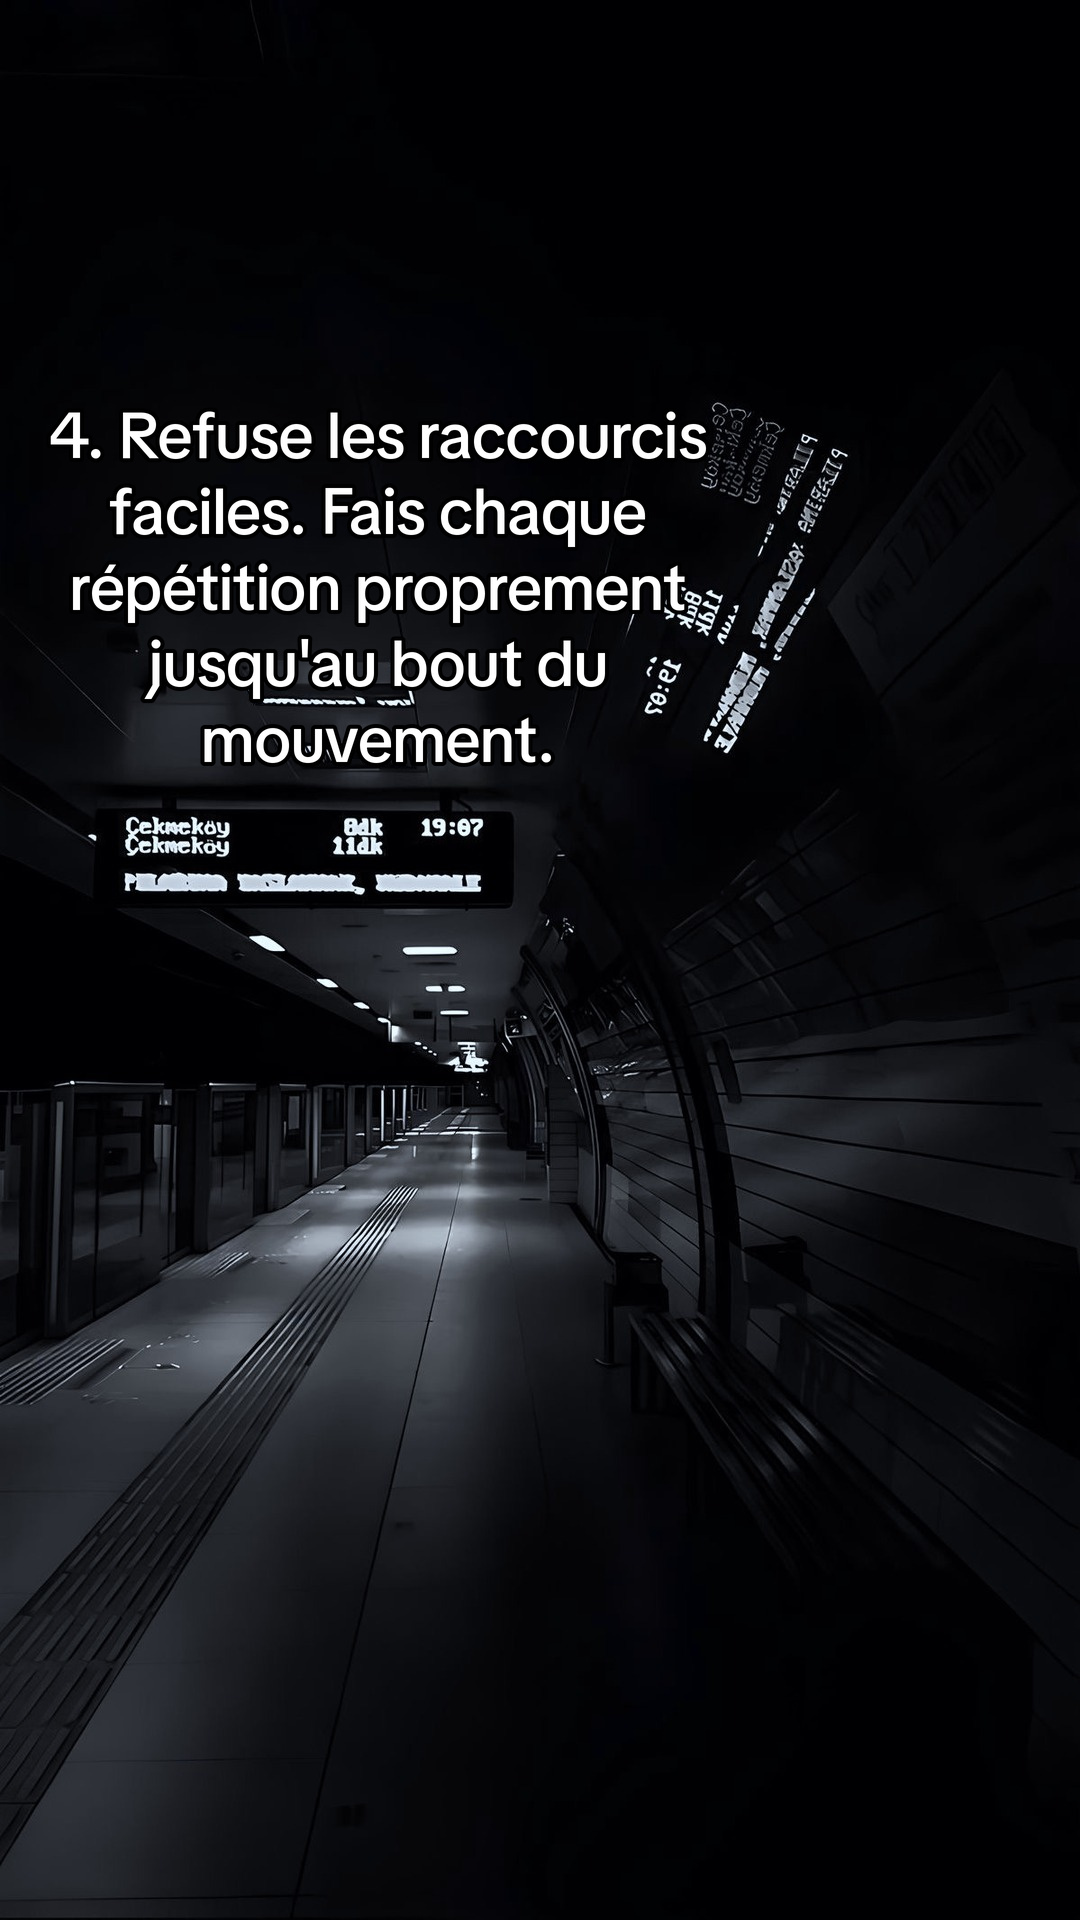 4. Refuse les raccourcis
faciles. Fais chaque
répétition proprement
jusqu'au bout du
mouvement.
Çekmeköy 8dk 19:07
Çekmeköy 11dk